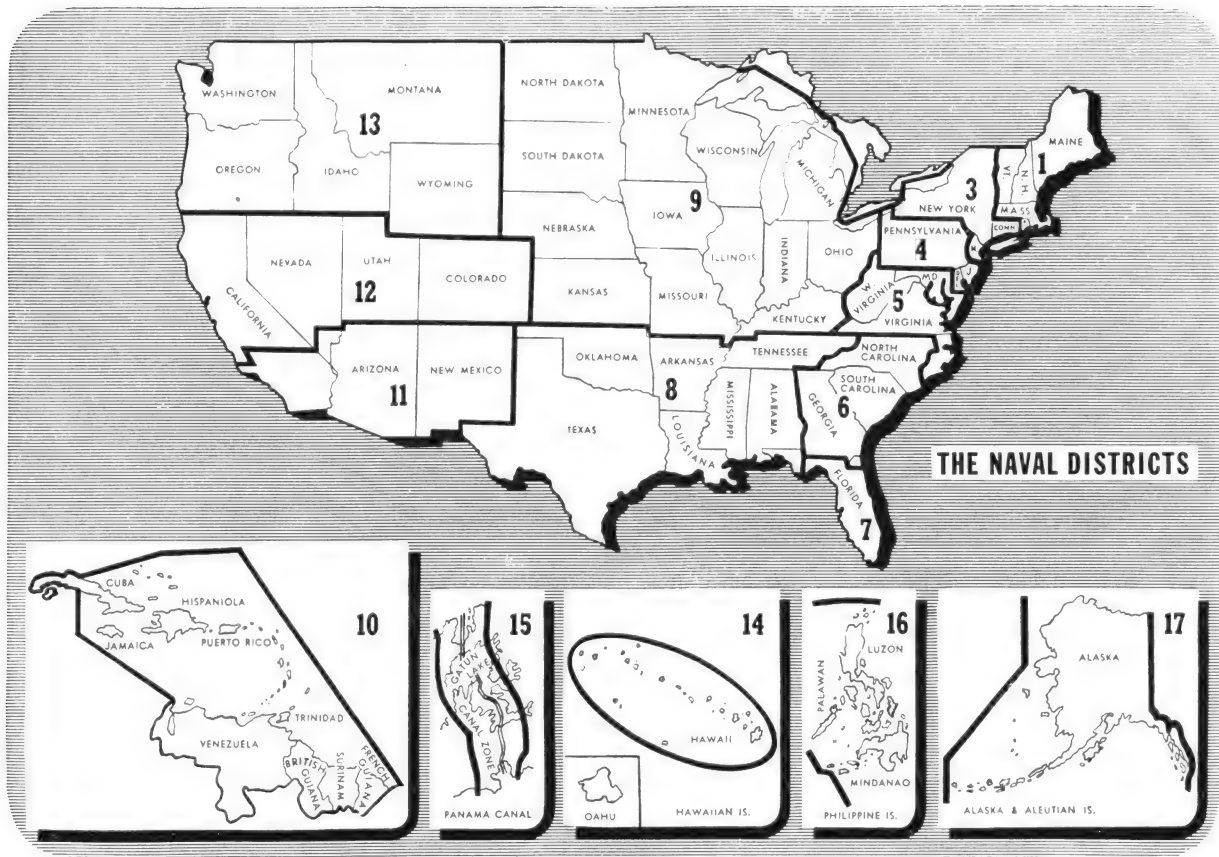 WASHINGTON
OREGON
IDAHO
MONTANA
13
WYOMING
NORTH DAKOTA
SOUTH DAKOTA
NEBRASKA
KANSAS
MINNESOTA
WISCONSIN
MICHIGAN
IOWA
9
ILLINOIS
INDIANA
OHIO
MISSOURI
KENTUCKY
MAINE
1
VT.
N.H.
MASS
CONN
3
NEW YORK
PENNSYLVANIA
4
N.
J
MD
W.
VIRGINIA
5
VIRGINIA
NEVADA
UTAH
COLORADO
12
CALIFORNIA
ARIZONA
NEW MEXICO
11
OKLAHOMA
TEXAS
ARKANSAS
8
LOUISIANA
MISSISSIPPI
ALABAMA
TENNESSEE
NORTH
CAROLINA
SOUTH
CAROLINA
GEORGIA
6
FLORIDA
7
THE NAVAL DISTRICTS
CUBA
HISPANIOLA
JAMAICA
PUERTO RICO
10
TRINIDAD
VENEZUELA
BRITISH
GUIANA
SURINAM
FRENCH
GUIANA
15
GATUN
LAKE
CANAL ZONE
PANAMA CANAL
14
HAWAII
OAHU
HAWAIIAN IS.
16
LUZON
PALAWAN
MINDANAO
PHILIPPINE IS.
17
ALASKA
ALASKA & ALEUTIAN IS.